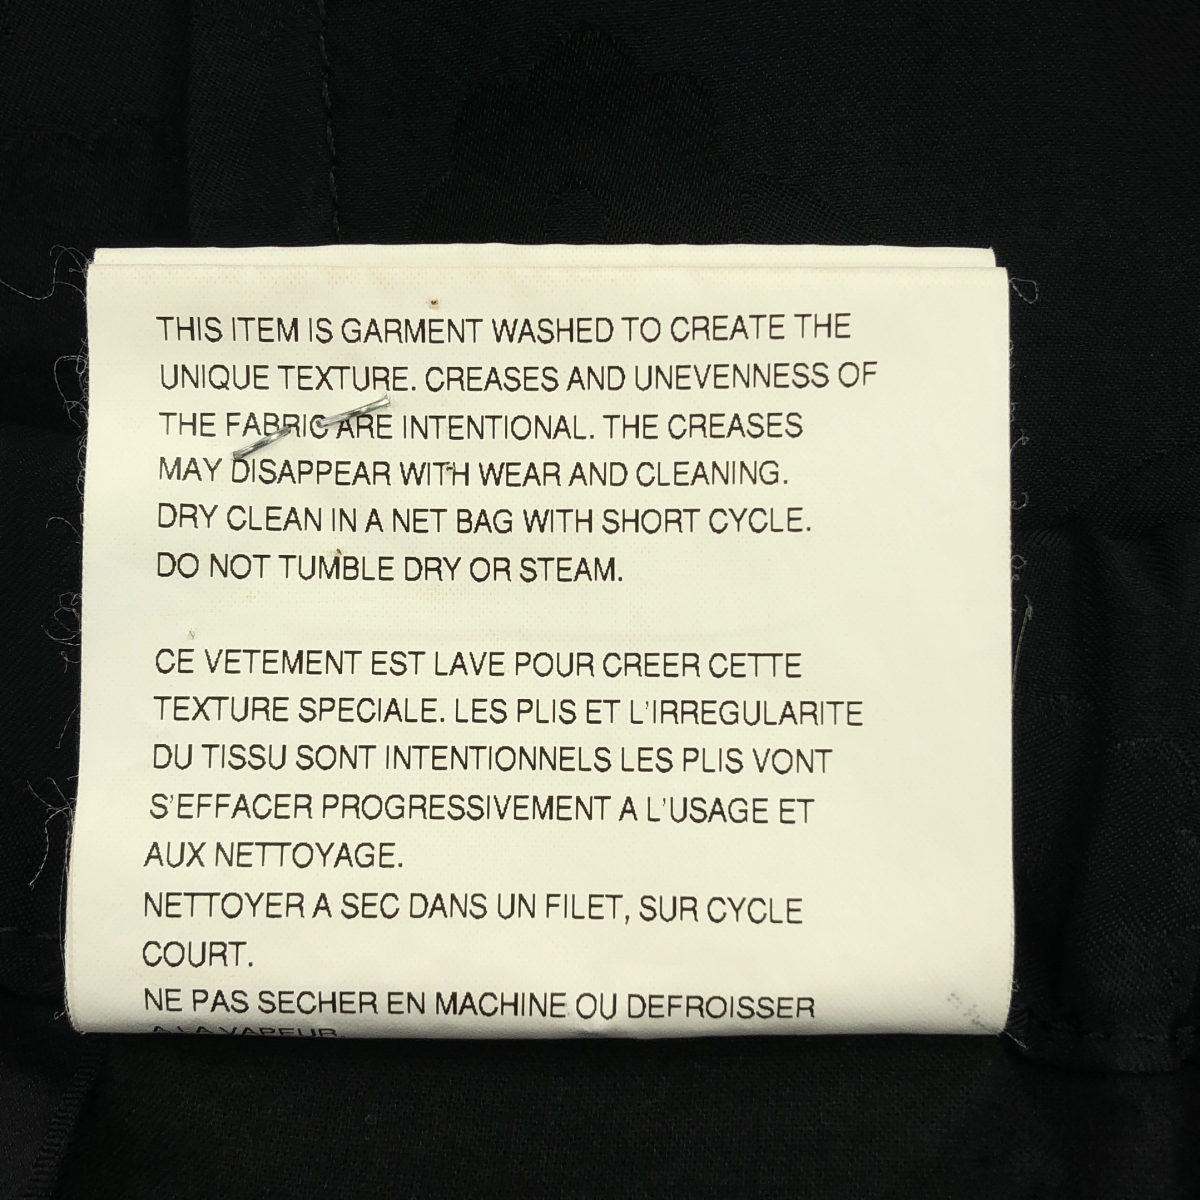 THIS ITEM IS GARMENT WASHED TO CREATE THE
UNIQUE TEXTURE. CREASES AND UNEVENNESS OF
THE FABRIC ARE INTENTIONAL. THE CREASES
MAY DISAPPEAR WITH WEAR AND CLEANING.
DRY CLEAN IN A NET BAG WITH SHORT CYCLE.
DO NOT TUMBLE DRY OR STEAM.
CE VETEMENT EST LAVE POUR CREER CETTE
TEXTURE SPECIALE. LES PLIS ET L'IRREGULARITE
DU TISSU SONT INTENTIONNELS LES PLIS VONT
S'EFFACER PROGRESSIVEMENT A L'USAGE ET
AUX NETTOYAGE.
NETTOYER A SEC DANS UN FILET, SUR CYCLE
COURT.
NE PAS SECHER EN MACHINE OU DEFROISSER
A LA VAPEUR.